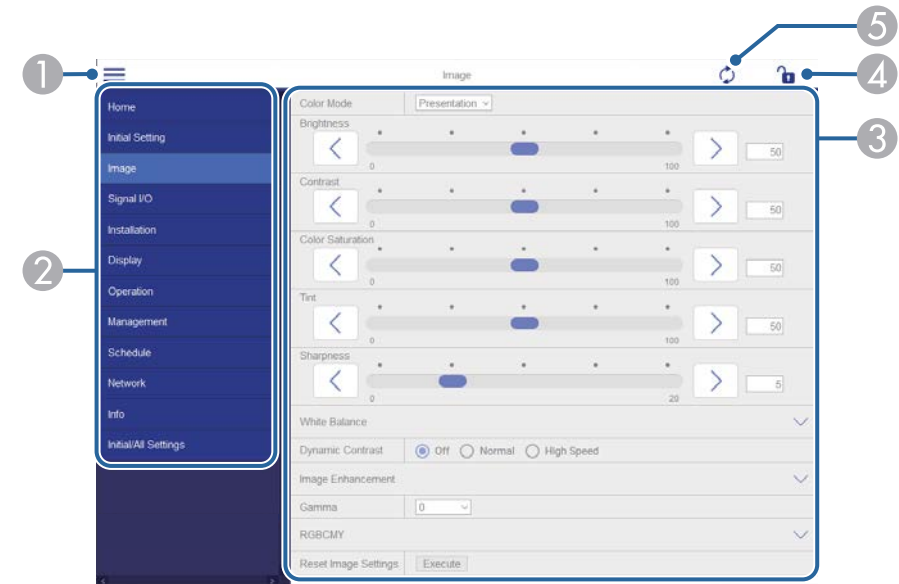 5
1
Image
4
Home
Initial Setting
Image
Signal I/O
Installation
Display
Operation
Management
Schedule
Network
Info
Initial/All Settings
2
Color Mode
Presentation
Brightness
0
100
50
Contrast
0
100
50
Color Saturation
0
100
50
Tint
0
100
50
Sharpness
0
20
5
White Balance
Dynamic Contrast
Off Normal High Speed
Image Enhancement
Gamma
0
RGBCMY
Reset Image Settings
Execute
3